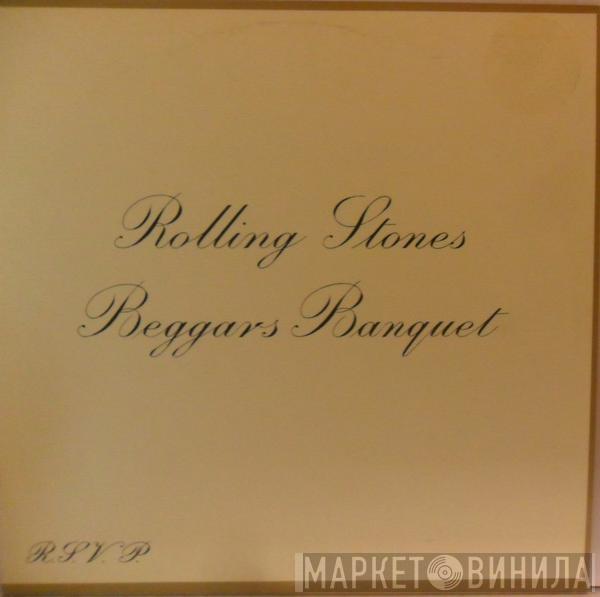 Rolling Stones
Beggars Banquet
R.S.V.P.
МАРКЕТ ВИНИЛА